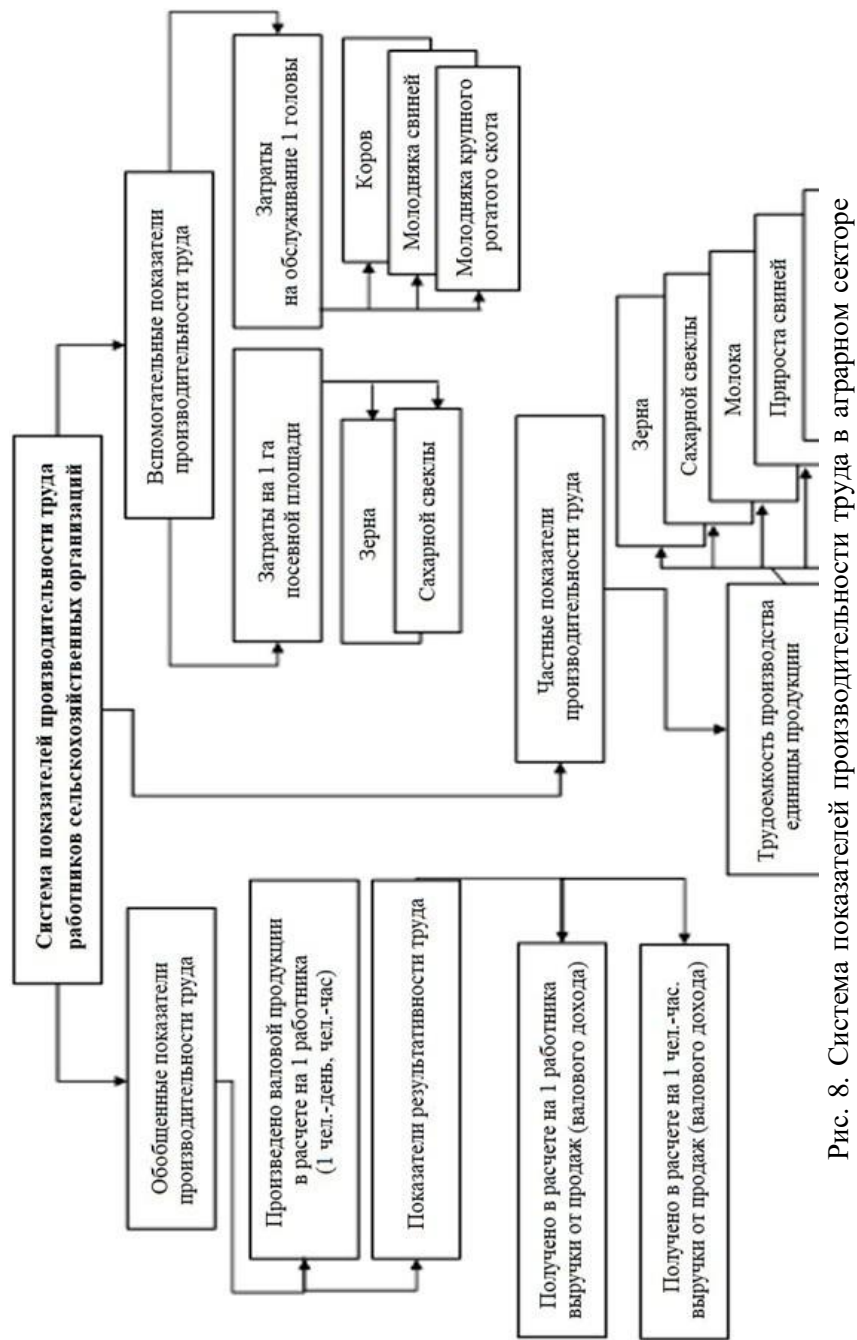 Система показателей производительности труда
работников сельскохозяйственных организаций
Обобщенные показатели
производительности труда
Произведено валовой продукции
в расчете на 1 работника
(1 чел.-день, чел.-час)
Показатели результативности труда
Получено в расчете на 1 работника
выручки от продаж (валового дохода)
Получено в расчете на 1 чел.-час.
выручки от продаж (валового дохода)
Частные показатели
производительности труда
Трудоемкость производства
единицы продукции
Зерна
Сахарной свеклы
Молока
Прироста свиней
Вспомогательные показатели
производительности труда
Затраты на 1 га
посевной площади
Зерна
Сахарной свеклы
Затраты
на обслуживание 1 головы
Коров
Молодняка свиней
Молодняка крупного
рогатого скота
Рис. 8. Система показателей производительности труда в аграрном секторе